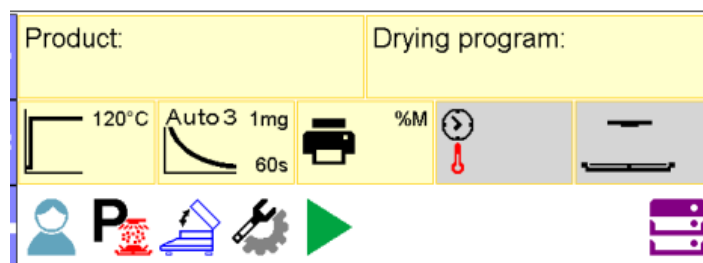 Product:
Drying program:
120°C
Auto3 1mg
60s
%M
P